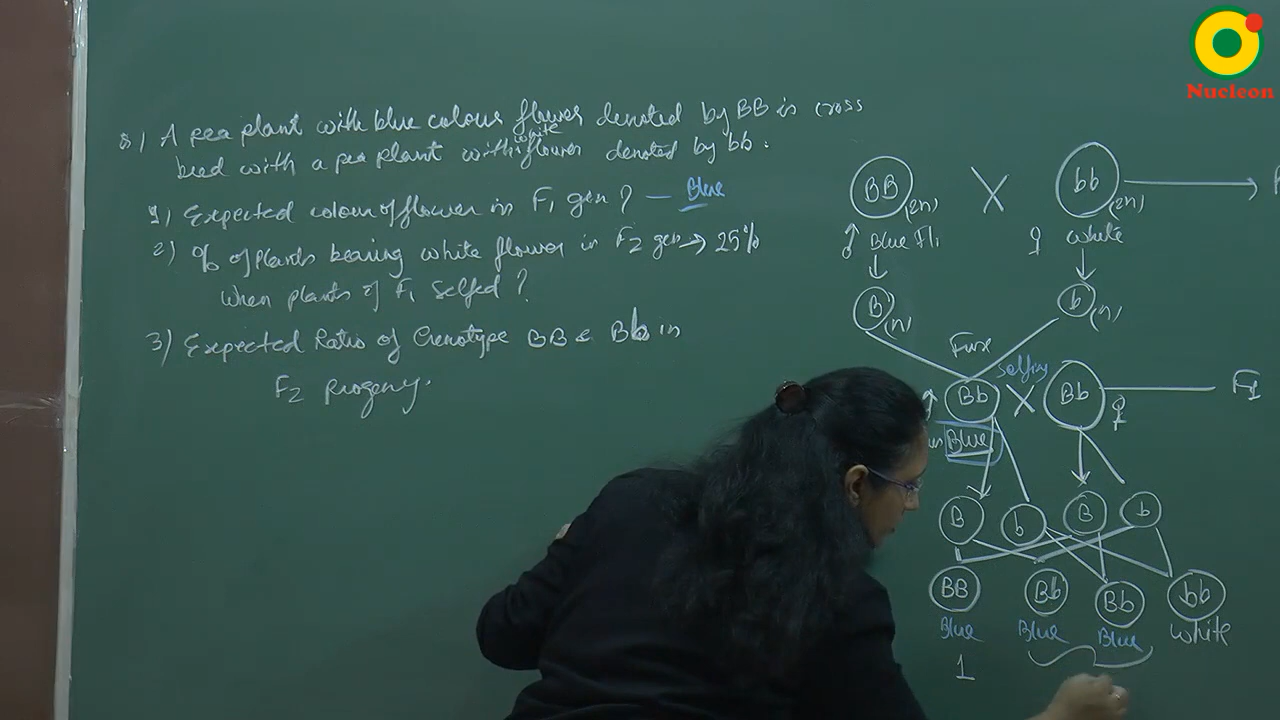 Nucleon
Q1) A pea plant with blue colour flower denoted by BB is cross
white
bred with a pea plant with flower denoted by bb.
1) Expected colour of flower in F1 gen? — Blue
2) % of plants bearing white flower in F2 gen → 25%
when plants of F1 selfed?
3) Expected Ratio of Genotype BB & Bb in
F2 progeny.
BB (2n) X bb (2n)
♂ Blue Fl. ♀ White
B (n) b (n)
Fuse
Selfing
Bb X Bb ♀ F1
Blue
B b B b
BB Bb Bb bb
Blue Blue Blue White
1